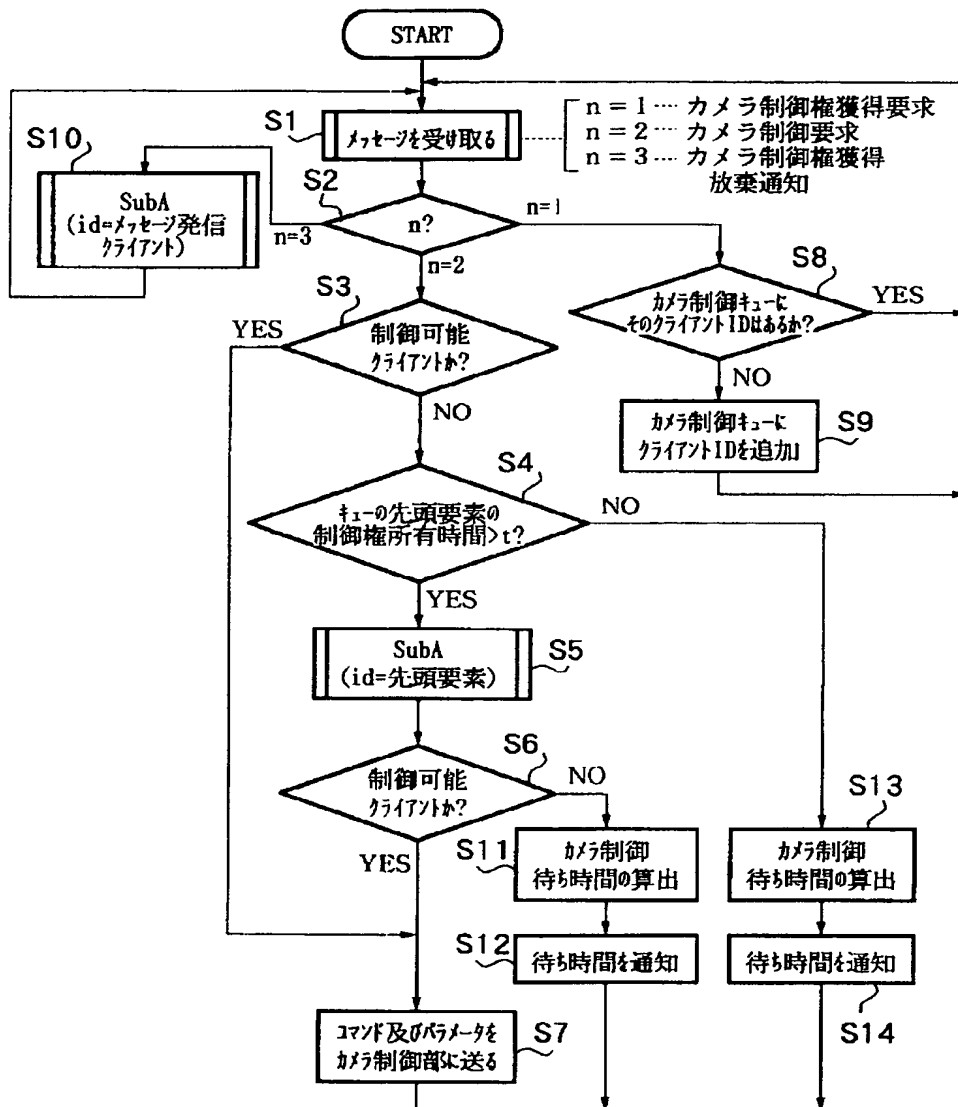 START
S1
メッセージを受け取る
n = 1 ‥‥ カメラ制御権獲得要求
n = 2 ‥‥ カメラ制御要求
n = 3 ‥‥ カメラ制御権獲得
放棄通知
S10
SubA
(id=メッセージ発信
クライアント)
S2
n?
n=3
n=1
n=2
S3
制御可能
クライアントか?
YES
NO
S8
カメラ制御キューに
そのクライアントIDはあるか?
YES
NO
S9
カメラ制御キューに
クライアントIDを追加
S4
キューの先頭要素の
制御権所有時間>t?
NO
YES
S5
SubA
(id=先頭要素)
S6
制御可能
クライアントか?
NO
YES
S11
カメラ制御
待ち時間の算出
S13
カメラ制御
待ち時間の算出
S12
待ち時間を通知
待ち時間を通知
S14
S7
コマンド及びパラメータを
カメラ制御部に送る